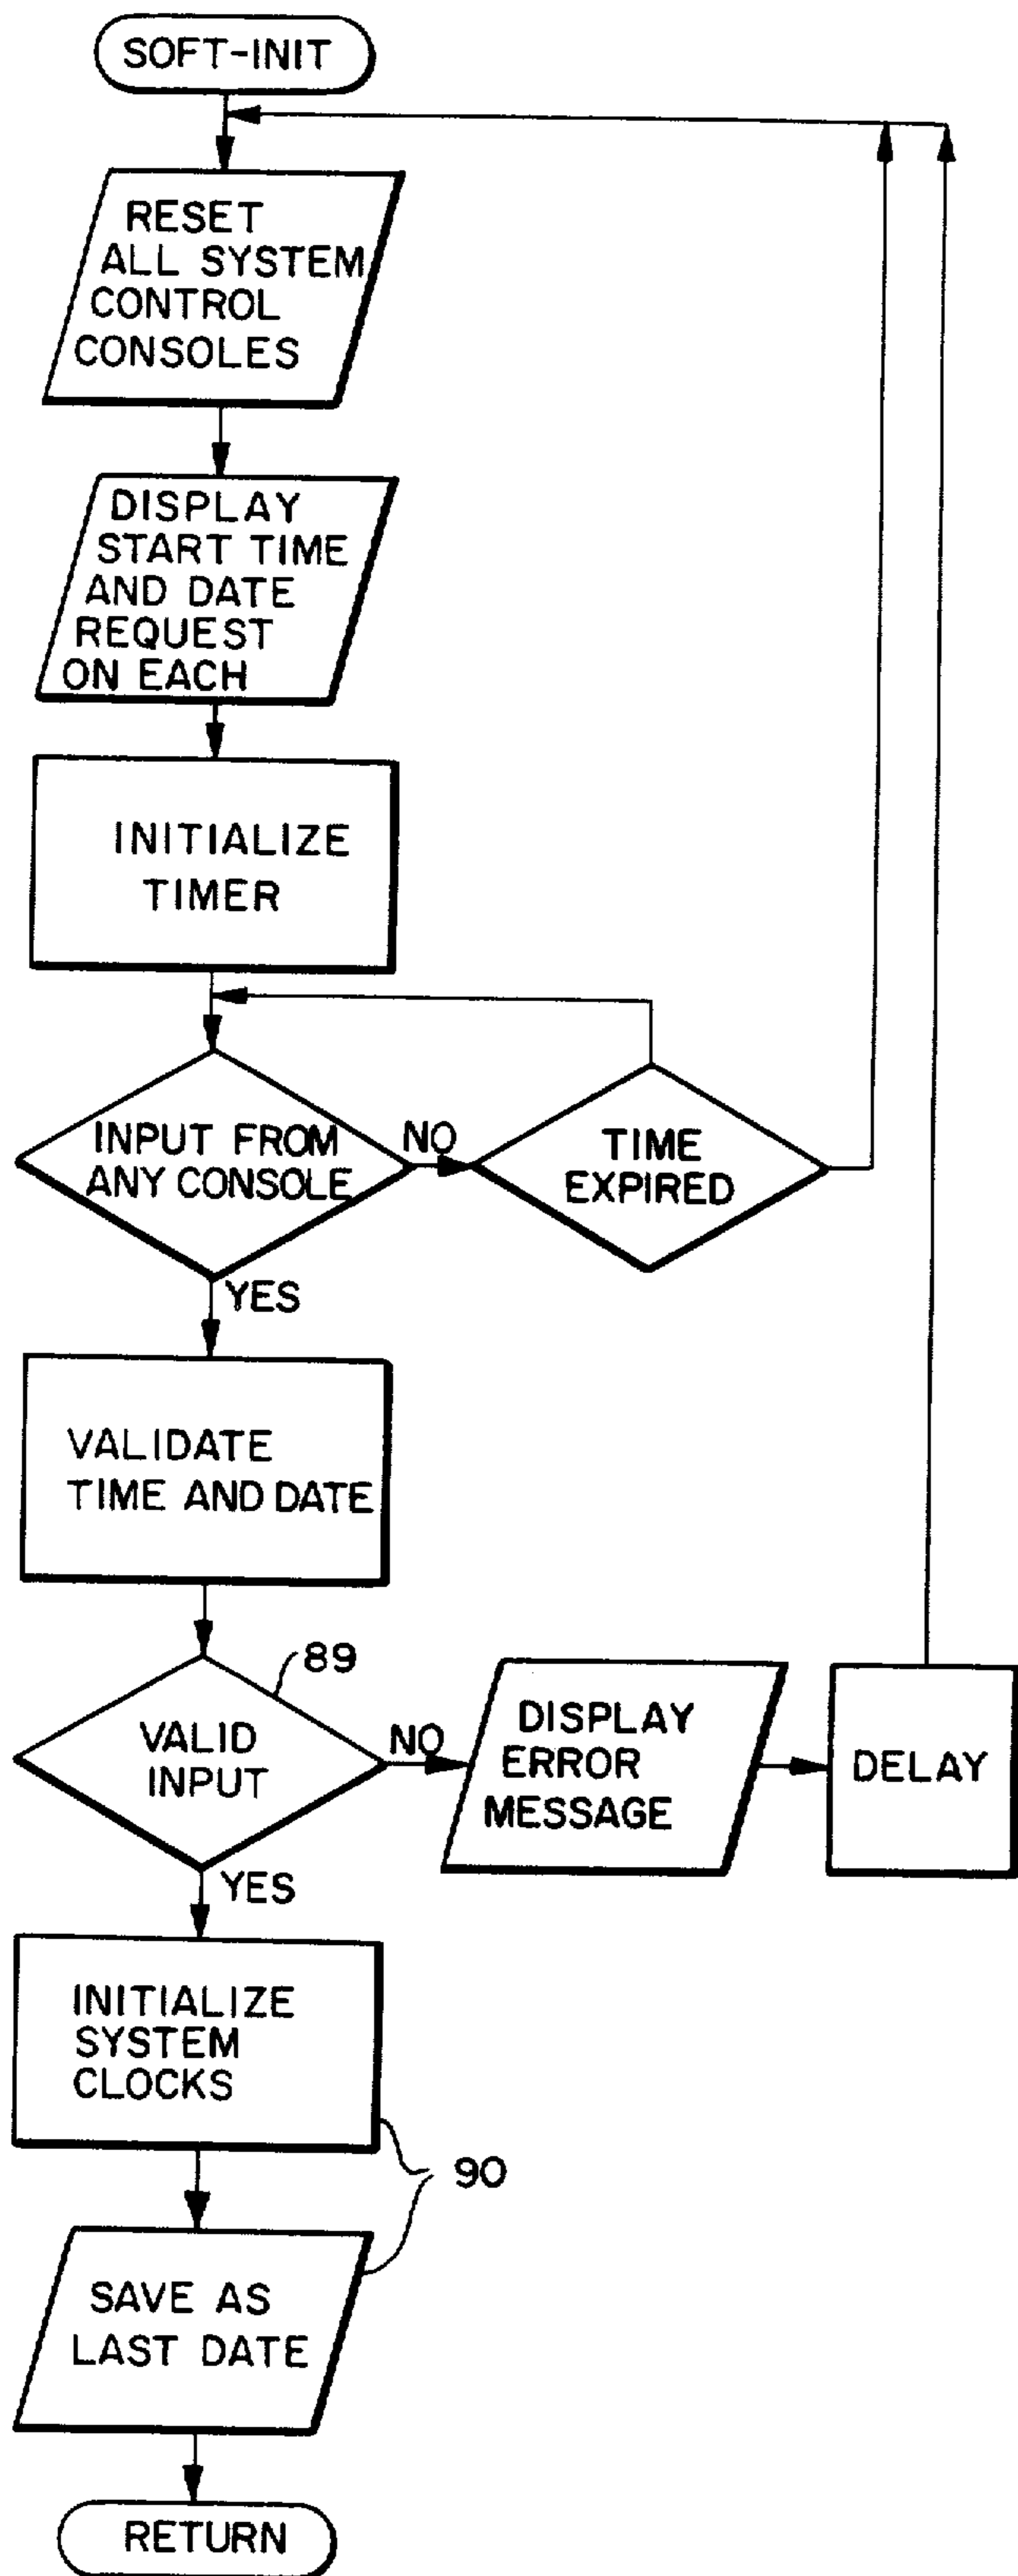 SOFT-INIT
RESET
ALL SYSTEM
CONTROL
CONSOLES
DISPLAY
START TIME
AND DATE
REQUEST
ON EACH
INITIALIZE
TIMER
INPUT FROM
ANY CONSOLE
NO
TIME
EXPIRED
YES
VALIDATE
TIME AND DATE
89
VALID
INPUT
NO
DISPLAY
ERROR
MESSAGE
DELAY
YES
INITIALIZE
SYSTEM
CLOCKS
90
SAVE AS
LAST DATE
RETURN